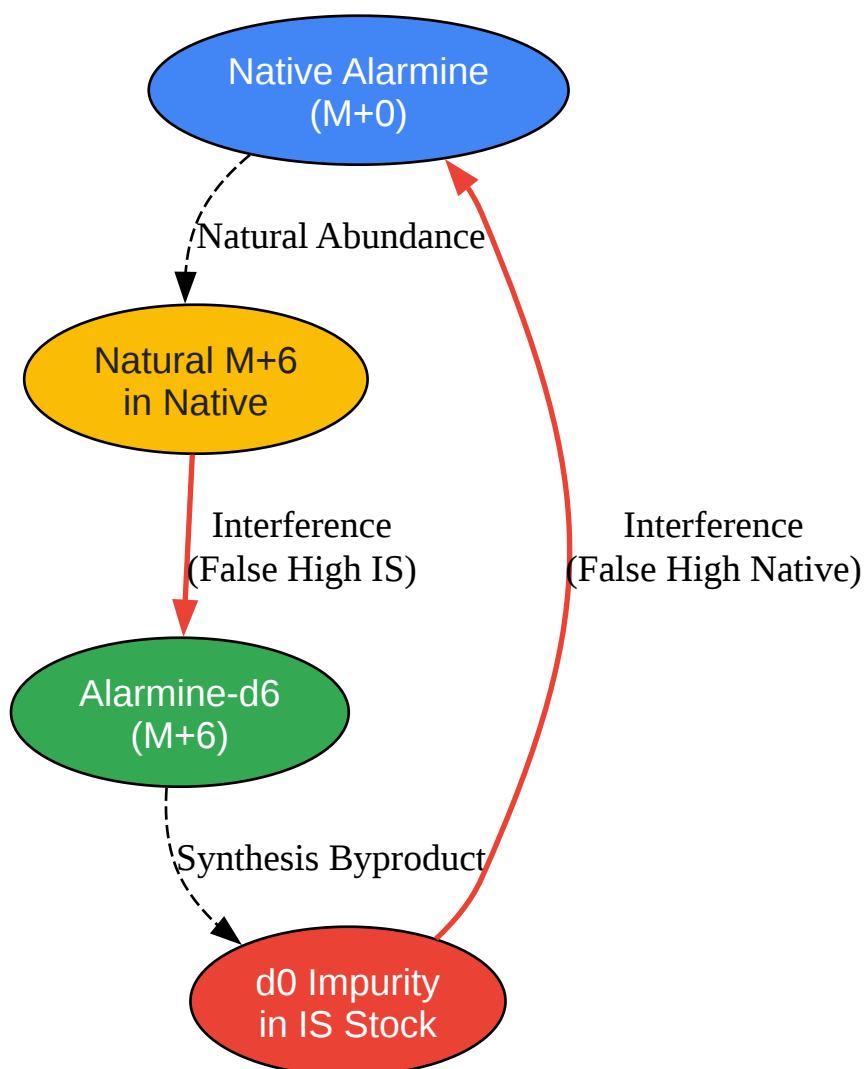 Native Alarmine
(M+0)
Natural Abundance
Natural M+6
in Native
Interference
(False High IS)
Interference
(False High Native)
Alarmine-d6
(M+6)
Synthesis Byproduct
d0 Impurity
in IS Stock